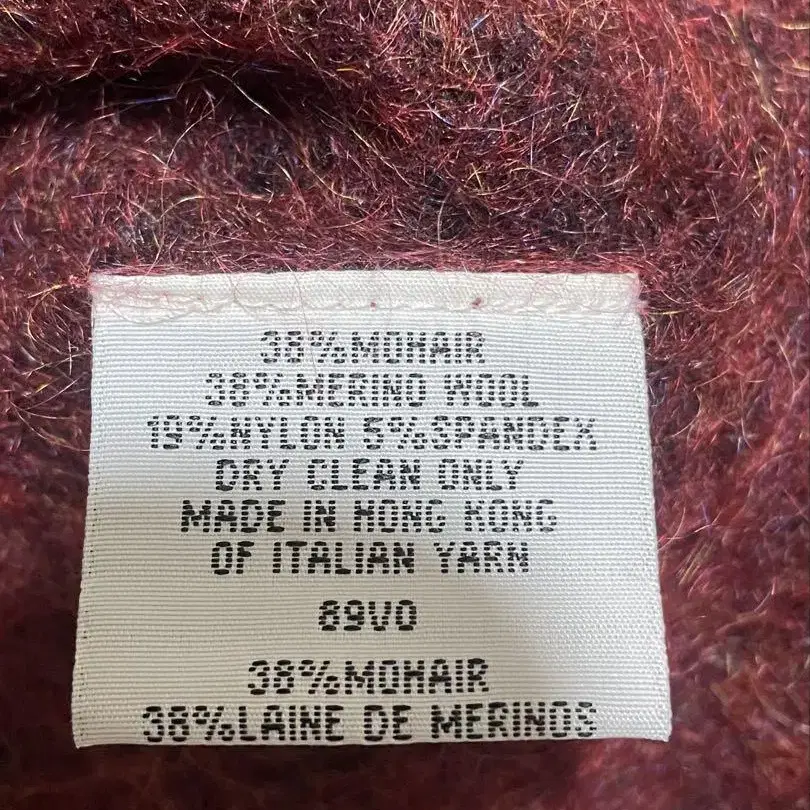 38%MOHAIR
38%MERINO WOOL
19%NYLON 5%SPANDEX
DRY CLEAN ONLY
MADE IN HONG KONG
OF ITALIAN YARN
89VO
38%MOHAIR
38%LAINE DE MERINOS